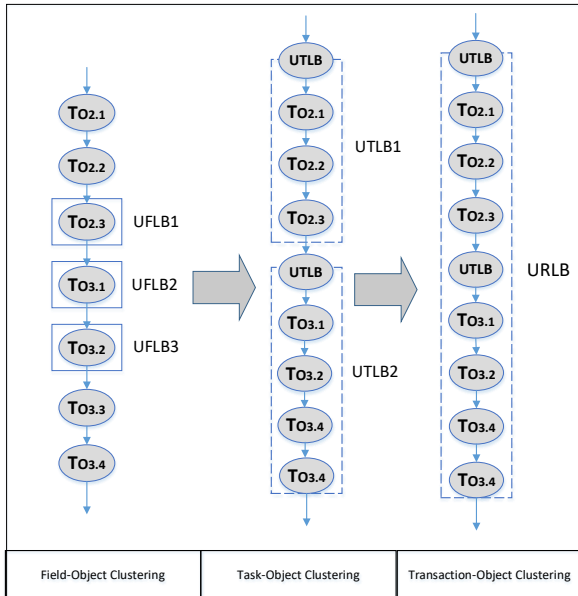 TO2.1
TO2.2
TO2.3
UFLB1
TO3.1
UFLB2
TO3.2
UFLB3
TO3.3
TO3.4
UTLB
TO2.1
TO2.2
UTLB1
TO2.3
UTLB
TO3.1
TO3.2
UTLB2
TO3.4
TO3.4
UTLB
URLB
TO2.1
TO2.2
TO2.3
UTLB
TO3.1
TO3.2
TO3.4
TO3.4
Field-Object Clustering
Task-Object Clustering
Transaction-Object Clustering